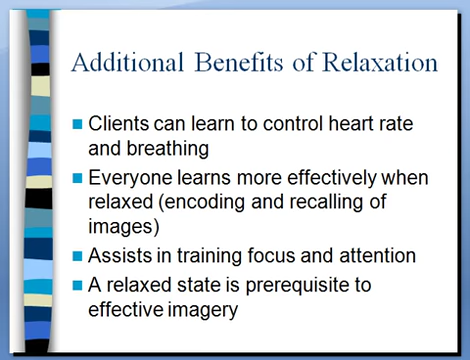 Additional Benefits of Relaxation
Clients can learn to control heart rate
and breathing
Everyone learns more effectively when
relaxed (encoding and recalling of
images)
Assists in training focus and attention
A relaxed state is prerequisite to
effective imagery